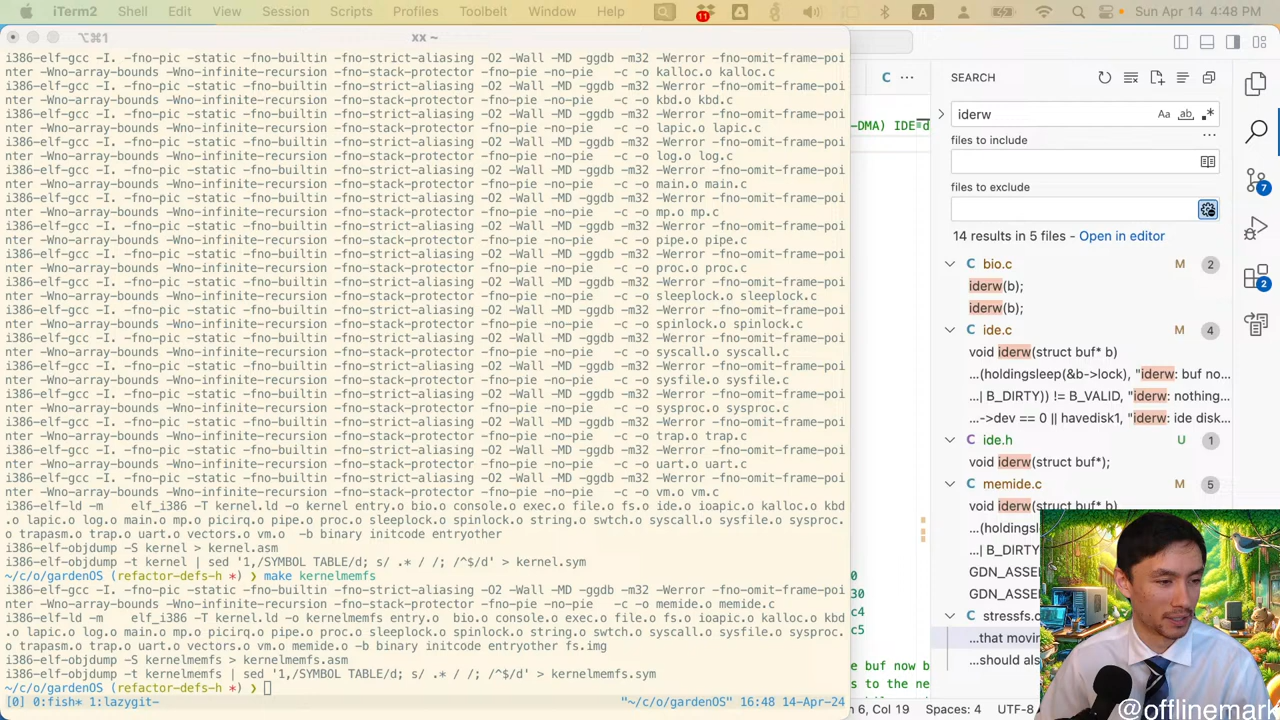 iTerm2 Shell Edit View Session Scripts Profiles Toolbelt Window Help 11 A Sun Apr 14 4:48 PM
⌥⌘1 xx ~
i386-elf-gcc -I. -fno-pic -static -fno-builtin -fno-strict-aliasing -O2 -Wall -MD -ggdb -m32 -Werror -fno-omit-frame-poi
nter -Wno-array-bounds -Wno-infinite-recursion -fno-stack-protector -fno-pie -no-pie   -c -o kalloc.o kalloc.c
i386-elf-gcc -I. -fno-pic -static -fno-builtin -fno-strict-aliasing -O2 -Wall -MD -ggdb -m32 -Werror -fno-omit-frame-poi
nter -Wno-array-bounds -Wno-infinite-recursion -fno-stack-protector -fno-pie -no-pie   -c -o kbd.o kbd.c
i386-elf-gcc -I. -fno-pic -static -fno-builtin -fno-strict-aliasing -O2 -Wall -MD -ggdb -m32 -Werror -fno-omit-frame-poi
nter -Wno-array-bounds -Wno-infinite-recursion -fno-stack-protector -fno-pie -no-pie   -c -o lapic.o lapic.c
i386-elf-gcc -I. -fno-pic -static -fno-builtin -fno-strict-aliasing -O2 -Wall -MD -ggdb -m32 -Werror -fno-omit-frame-poi
nter -Wno-array-bounds -Wno-infinite-recursion -fno-stack-protector -fno-pie -no-pie   -c -o log.o log.c
i386-elf-gcc -I. -fno-pic -static -fno-builtin -fno-strict-aliasing -O2 -Wall -MD -ggdb -m32 -Werror -fno-omit-frame-poi
nter -Wno-array-bounds -Wno-infinite-recursion -fno-stack-protector -fno-pie -no-pie   -c -o main.o main.c
i386-elf-gcc -I. -fno-pic -static -fno-builtin -fno-strict-aliasing -O2 -Wall -MD -ggdb -m32 -Werror -fno-omit-frame-poi
nter -Wno-array-bounds -Wno-infinite-recursion -fno-stack-protector -fno-pie -no-pie   -c -o mp.o mp.c
i386-elf-gcc -I. -fno-pic -static -fno-builtin -fno-strict-aliasing -O2 -Wall -MD -ggdb -m32 -Werror -fno-omit-frame-poi
nter -Wno-array-bounds -Wno-infinite-recursion -fno-stack-protector -fno-pie -no-pie   -c -o pipe.o pipe.c
i386-elf-gcc -I. -fno-pic -static -fno-builtin -fno-strict-aliasing -O2 -Wall -MD -ggdb -m32 -Werror -fno-omit-frame-poi
nter -Wno-array-bounds -Wno-infinite-recursion -fno-stack-protector -fno-pie -no-pie   -c -o proc.o proc.c
i386-elf-gcc -I. -fno-pic -static -fno-builtin -fno-strict-aliasing -O2 -Wall -MD -ggdb -m32 -Werror -fno-omit-frame-poi
nter -Wno-array-bounds -Wno-infinite-recursion -fno-stack-protector -fno-pie -no-pie   -c -o sleeplock.o sleeplock.c
i386-elf-gcc -I. -fno-pic -static -fno-builtin -fno-strict-aliasing -O2 -Wall -MD -ggdb -m32 -Werror -fno-omit-frame-poi
nter -Wno-array-bounds -Wno-infinite-recursion -fno-stack-protector -fno-pie -no-pie   -c -o spinlock.o spinlock.c
i386-elf-gcc -I. -fno-pic -static -fno-builtin -fno-strict-aliasing -O2 -Wall -MD -ggdb -m32 -Werror -fno-omit-frame-poi
nter -Wno-array-bounds -Wno-infinite-recursion -fno-stack-protector -fno-pie -no-pie   -c -o syscall.o syscall.c
i386-elf-gcc -I. -fno-pic -static -fno-builtin -fno-strict-aliasing -O2 -Wall -MD -ggdb -m32 -Werror -fno-omit-frame-poi
nter -Wno-array-bounds -Wno-infinite-recursion -fno-stack-protector -fno-pie -no-pie   -c -o sysfile.o sysfile.c
i386-elf-gcc -I. -fno-pic -static -fno-builtin -fno-strict-aliasing -O2 -Wall -MD -ggdb -m32 -Werror -fno-omit-frame-poi
nter -Wno-array-bounds -Wno-infinite-recursion -fno-stack-protector -fno-pie -no-pie   -c -o sysproc.o sysproc.c
i386-elf-gcc -I. -fno-pic -static -fno-builtin -fno-strict-aliasing -O2 -Wall -MD -ggdb -m32 -Werror -fno-omit-frame-poi
nter -Wno-array-bounds -Wno-infinite-recursion -fno-stack-protector -fno-pie -no-pie   -c -o trap.o trap.c
i386-elf-gcc -I. -fno-pic -static -fno-builtin -fno-strict-aliasing -O2 -Wall -MD -ggdb -m32 -Werror -fno-omit-frame-poi
nter -Wno-array-bounds -Wno-infinite-recursion -fno-stack-protector -fno-pie -no-pie   -c -o uart.o uart.c
i386-elf-gcc -I. -fno-pic -static -fno-builtin -fno-strict-aliasing -O2 -Wall -MD -ggdb -m32 -Werror -fno-omit-frame-poi
nter -Wno-array-bounds -Wno-infinite-recursion -fno-stack-protector -fno-pie -no-pie   -c -o vm.o vm.c
i386-elf-ld -m    elf_i386 -T kernel.ld -o kernel entry.o bio.o console.o exec.o file.o fs.o ide.o ioapic.o kalloc.o kbd
.o lapic.o log.o main.o mp.o picirq.o pipe.o proc.o sleeplock.o spinlock.o string.o swtch.o syscall.o sysfile.o sysproc.
o trapasm.o trap.o uart.o vectors.o vm.o  -b binary initcode entryother
i386-elf-objdump -S kernel > kernel.asm
i386-elf-objdump -t kernel | sed '1,/SYMBOL TABLE/d; s/ .* / /; /^$/d' > kernel.sym
~/c/o/gardenOS (refactor-defs-h *) ❯ make kernelmemfs
i386-elf-gcc -I. -fno-pic -static -fno-builtin -fno-strict-aliasing -O2 -Wall -MD -ggdb -m32 -Werror -fno-omit-frame-poi
nter -Wno-array-bounds -Wno-infinite-recursion -fno-stack-protector -fno-pie -no-pie   -c -o memide.o memide.c
i386-elf-ld -m    elf_i386 -T kernel.ld -o kernelmemfs entry.o  bio.o console.o exec.o file.o fs.o ioapic.o kalloc.o kbd
.o lapic.o log.o main.o mp.o picirq.o pipe.o proc.o sleeplock.o spinlock.o string.o swtch.o syscall.o sysfile.o sysproc.
o trapasm.o trap.o uart.o vectors.o vm.o memide.o -b binary initcode entryother fs.img
i386-elf-objdump -S kernelmemfs > kernelmemfs.asm
i386-elf-objdump -t kernelmemfs | sed '1,/SYMBOL TABLE/d; s/ .* / /; /^$/d' > kernelmemfs.sym
~/c/o/gardenOS (refactor-defs-h *) ❯
[0] 0:fish* 1:lazygit- "~/c/o/gardenOS" 16:48 14-Apr-24
C ···
-DMA) IDE d
0
30
c4
c5
e buf now b
s to the ne
6, Col 19 Spaces: 4 UTF-8
SEARCH
iderw Aa ab .*
···
files to include
files to exclude
14 results in 5 files - Open in editor
C bio.c M 2
iderw(b);
iderw(b);
C ide.c M 4
void iderw(struct buf* b)
...(holdingsleep(&b->lock), "iderw: buf no...
...| B_DIRTY)) != B_VALID, "iderw: nothing...
...->dev == 0 || havedisk1, "iderw: ide disk...
C ide.h U 1
void iderw(struct buf*);
C memide.c M 5
void iderw(struct buf* b)
...(holdings
...| B_DIRTY
GDN_ASSE
GDN_ASSE
C stressfs.c
...that movin
...should als
7
2
@offlinemark